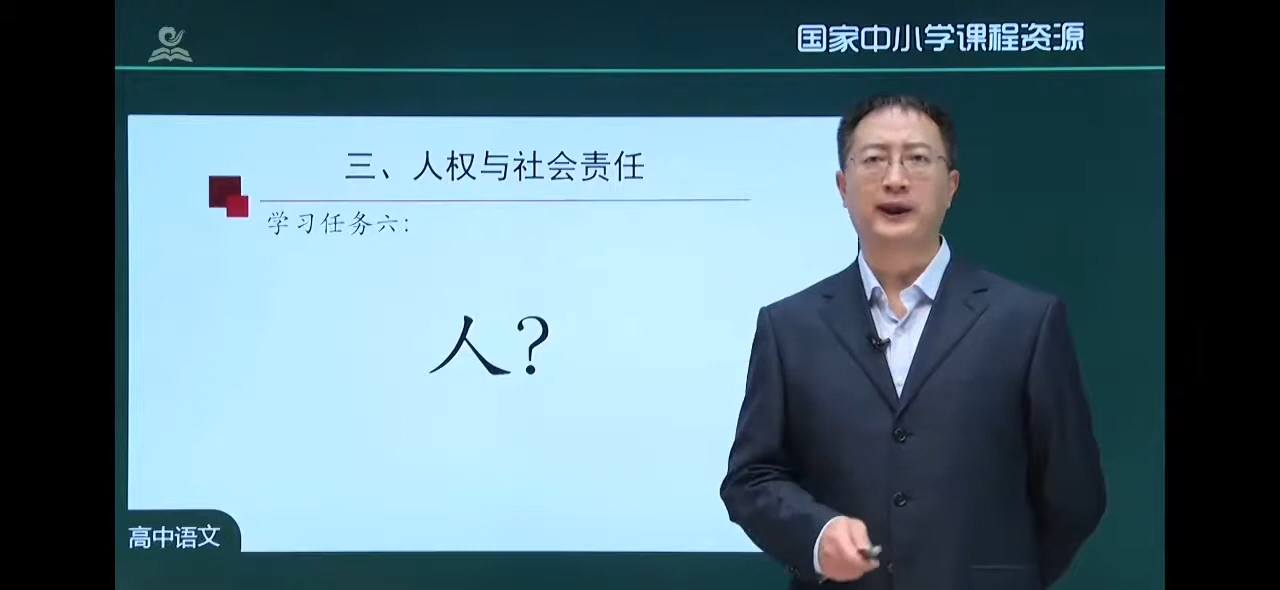 国家中小学课程资源
三、人权与社会责任
学习任务六：
人？
高中语文